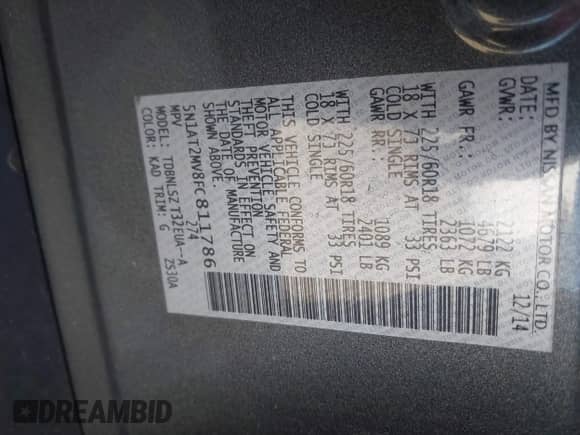 MFD BY NISSAN MOTOR CO., LTD.
DATE: 12/14
GVWR: 2122 KG
4679 LB
GAWR FR: 1072 KG
2363 LB
WITH 225/60R18 TIRES
18 X 7J RIMS AT 33 PSI
COLD SINGLE
GAWR RR: 1089 KG
2401 LB
WITH 225/60R18 TIRES
18 X 7J RIMS AT 33 PSI
COLD SINGLE
THIS VEHICLE CONFORMS TO
ALL APPLICABLE FEDERAL
MOTOR VEHICLE SAFETY AND
THEFT PREVENTION
STANDARDS IN EFFECT ON
THE DATE OF MANUFACTURE
SHOWN ABOVE.
5N1AT2MV8FC811786
MPV 274
MODEL: TDBNLSZ T32EUA--A
COLOR: KAD TRIM: G ZS30A
DREAMBID